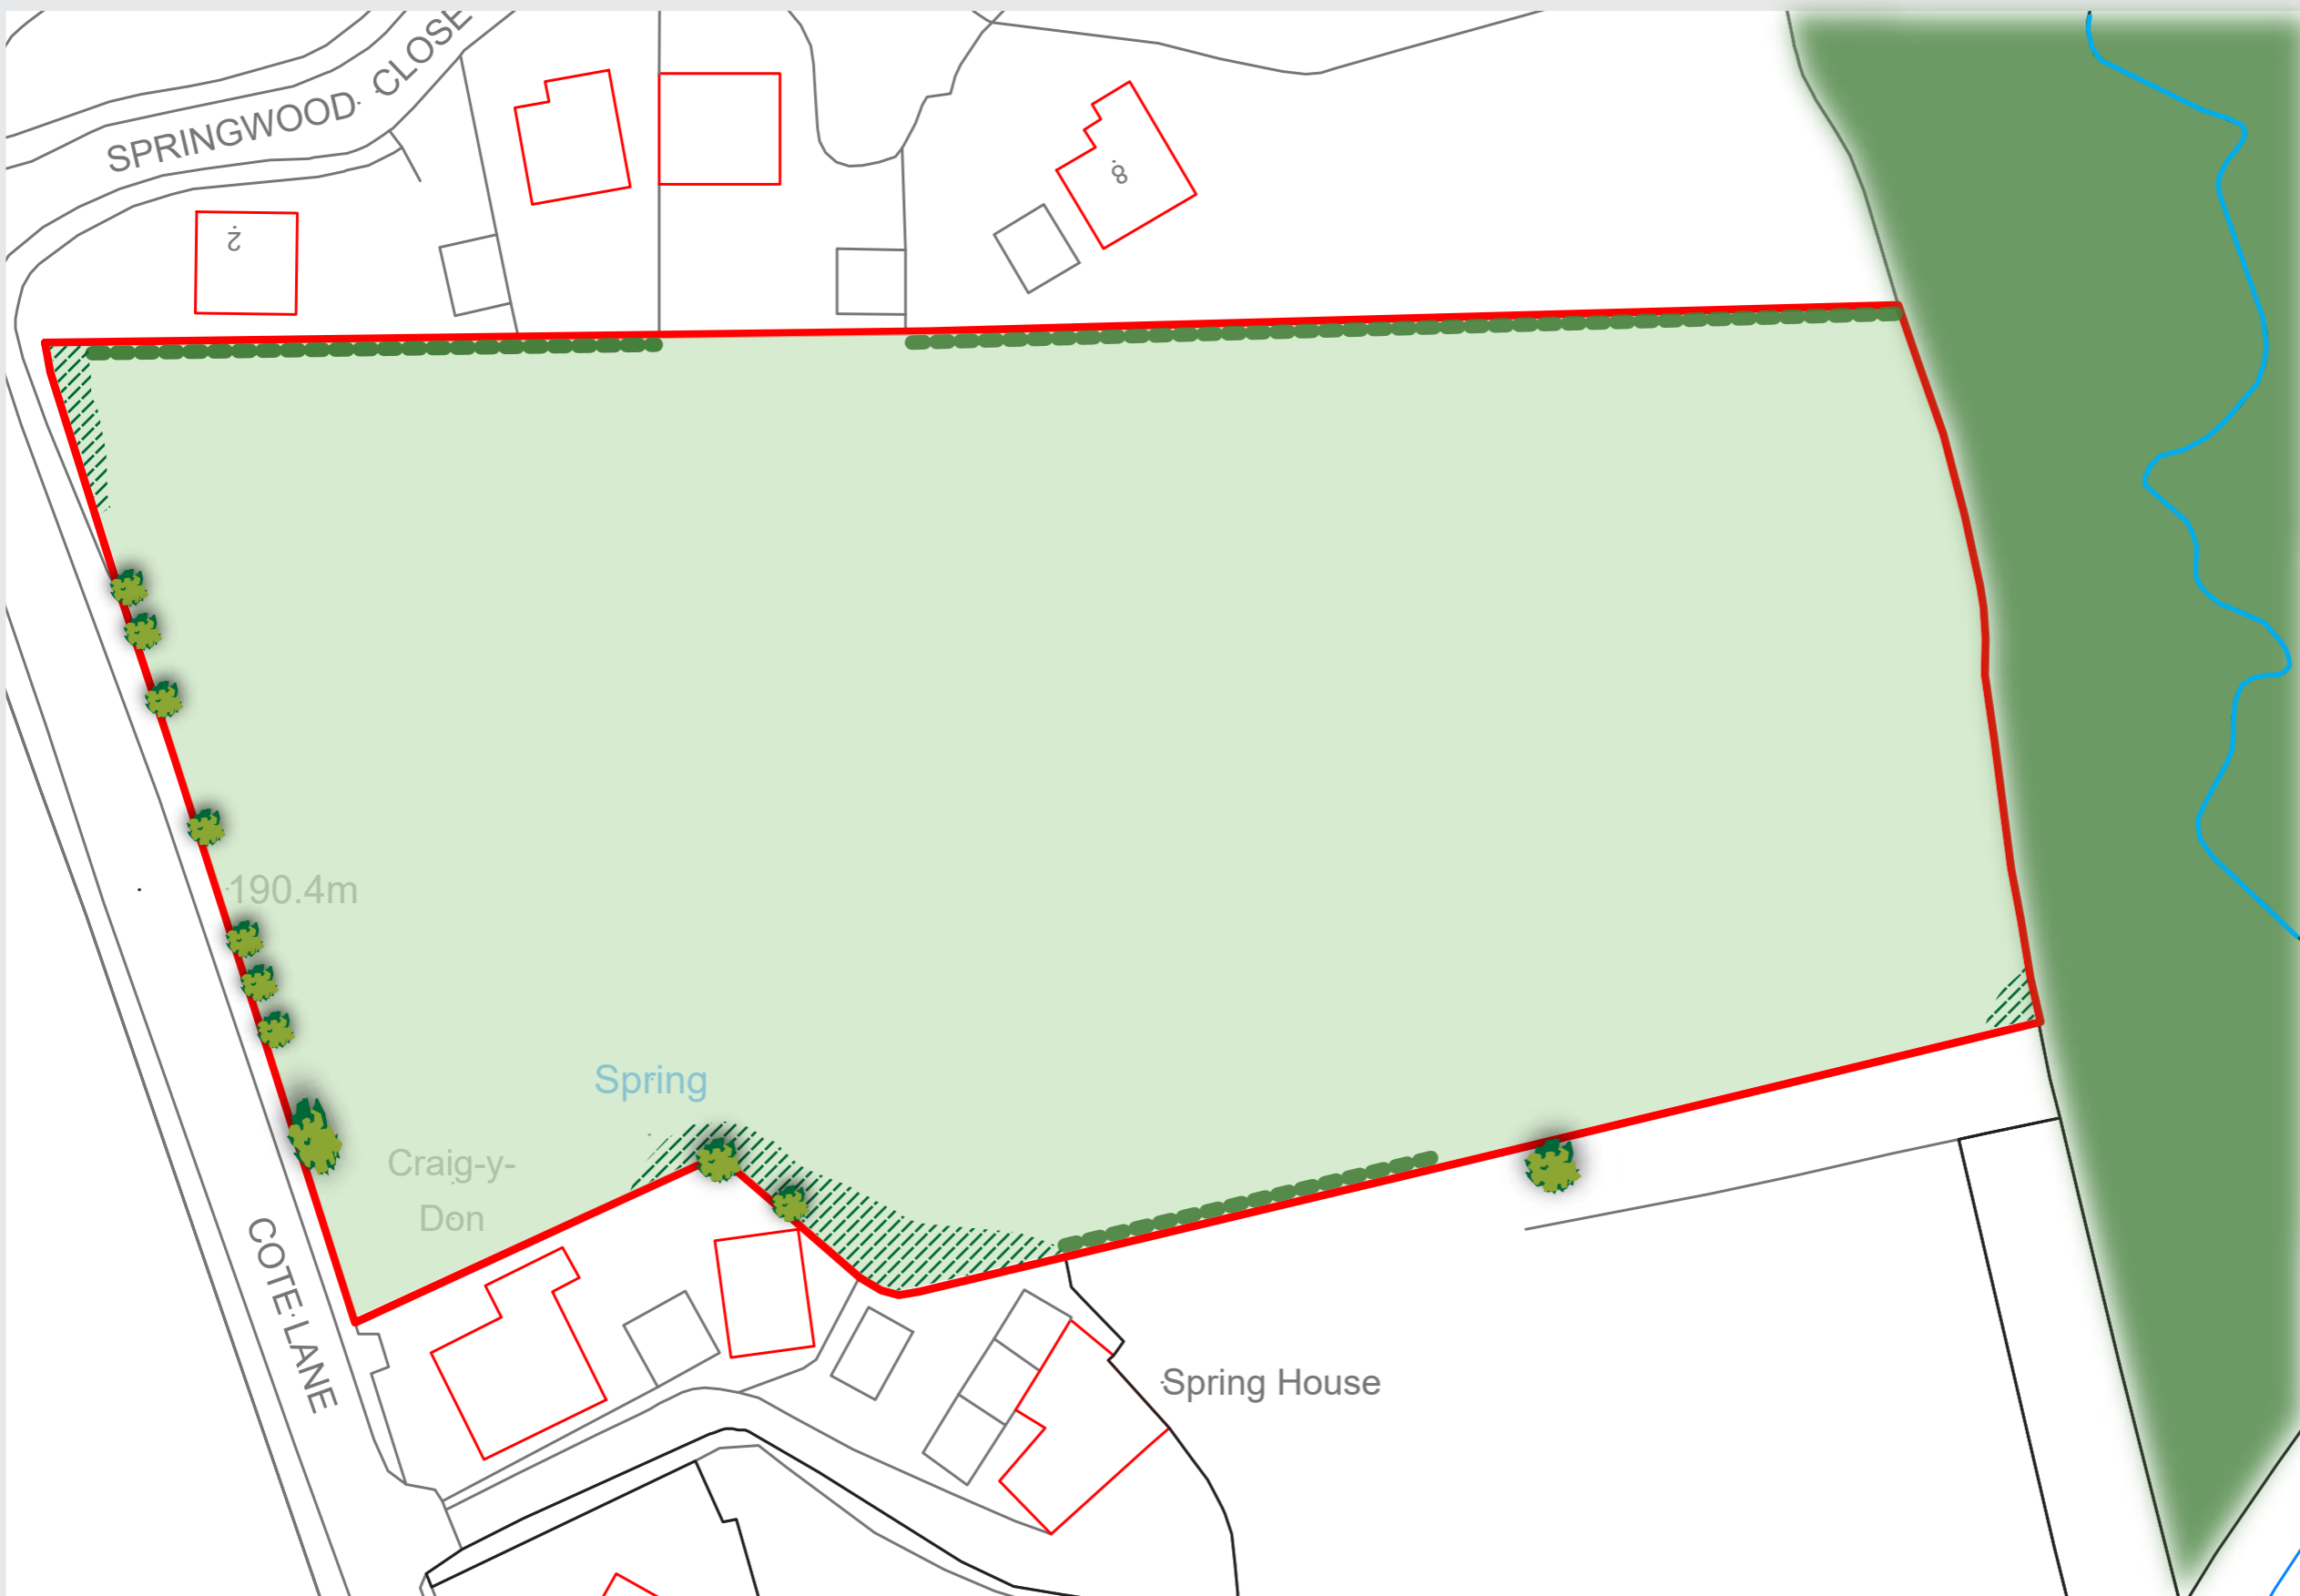 SPRINGWOOD CLOSE
2
8
190.4m
Spring
Craig-y-
Don
COTE LANE
Spring House